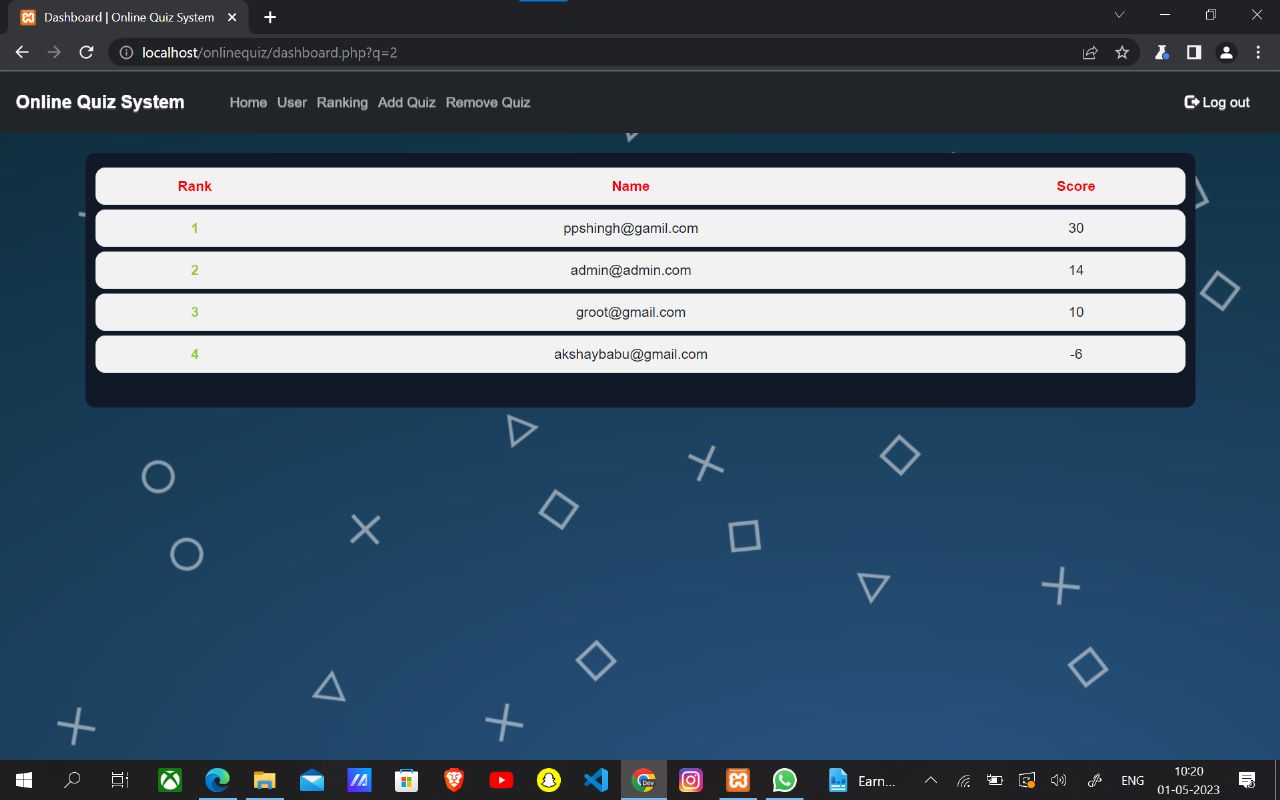 Dashboard | Online Quiz System
localhost/onlinequiz/dashboard.php?q=2
Online Quiz System Home User Ranking Add Quiz Remove Quiz Log out
Rank Name Score
1 ppshingh@gamil.com 30
2 admin@admin.com 14
3 groot@gmail.com 10
4 akshaybabu@gmail.com -6
Dev
Earn... ENG 10:20
01-05-2023